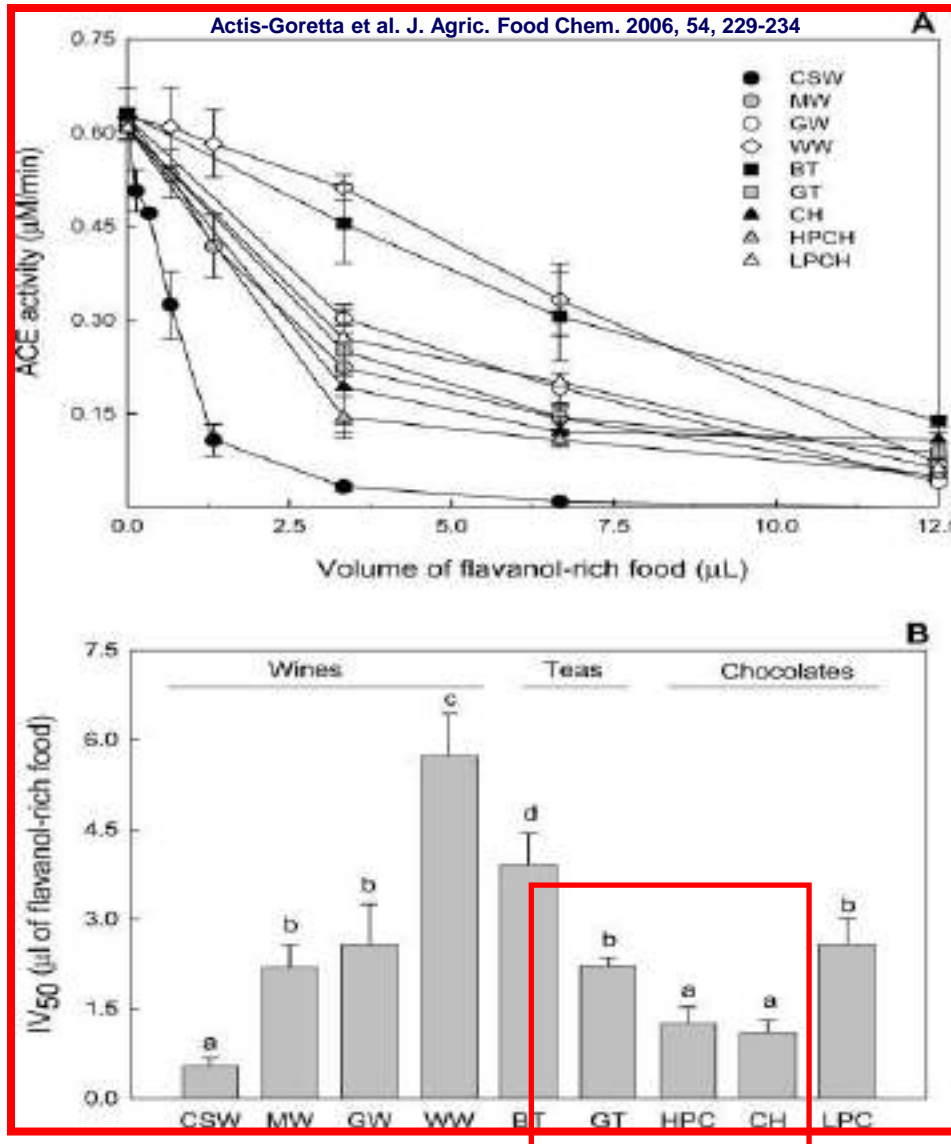 Actis-Goretta et al. J. Agric. Food Chem. 2006, 54, 229-234
A
0.75
0.60
0.45
0.30
0.15
ACE activity (μM/min)
CSW
MW
GW
WW
BT
GT
CH
HPCH
LPCH
0.0 2.5 5.0 7.5 10.0 12.5
Volume of flavanol-rich food (μL)
B
7.5
6.0
4.5
3.0
1.5
0.0
IV50 (μl of flavanol-rich food)
Wines Teas Chocolates
a b b c d b a a b
CSW MW GW WW BT GT HPC CH LPC